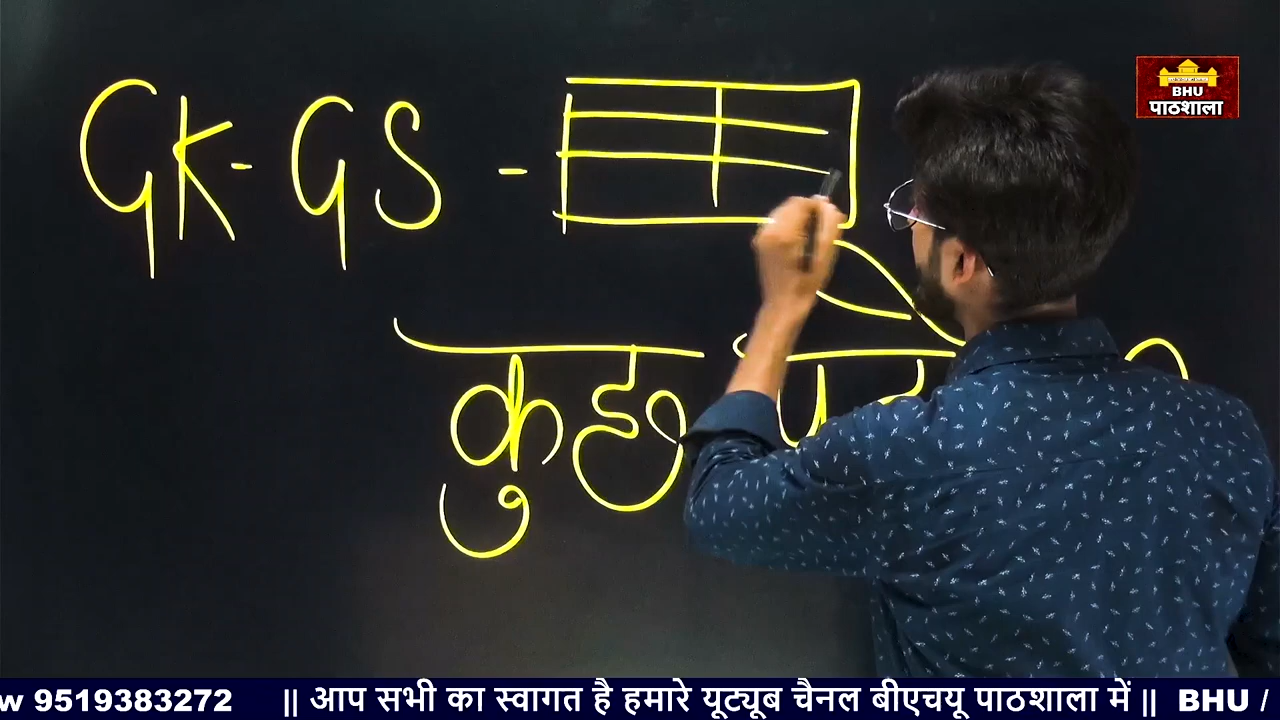 GK- GS -
कुछ
BHU
पाठशाला
w 9519383272 || आप सभी का स्वागत है हमारे यूट्यूब चैनल बीएचयू पाठशाला में || BHU /